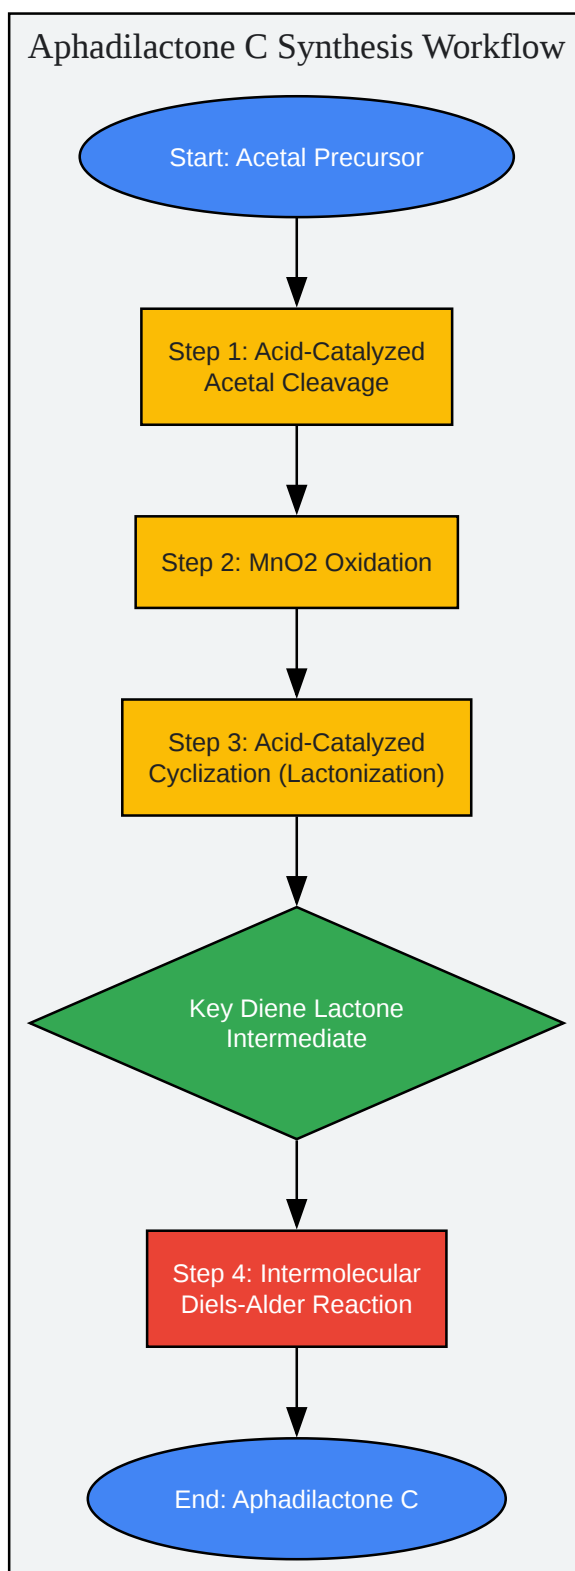 Aphadilactone C Synthesis Workflow
Start: Acetal Precursor
Step 1: Acid-Catalyzed
Acetal Cleavage
Step 2: MnO2 Oxidation
Step 3: Acid-Catalyzed
Cyclization (Lactonization)
Key Diene Lactone
Intermediate
Step 4: Intermolecular
Diels-Alder Reaction
End: Aphadilactone C